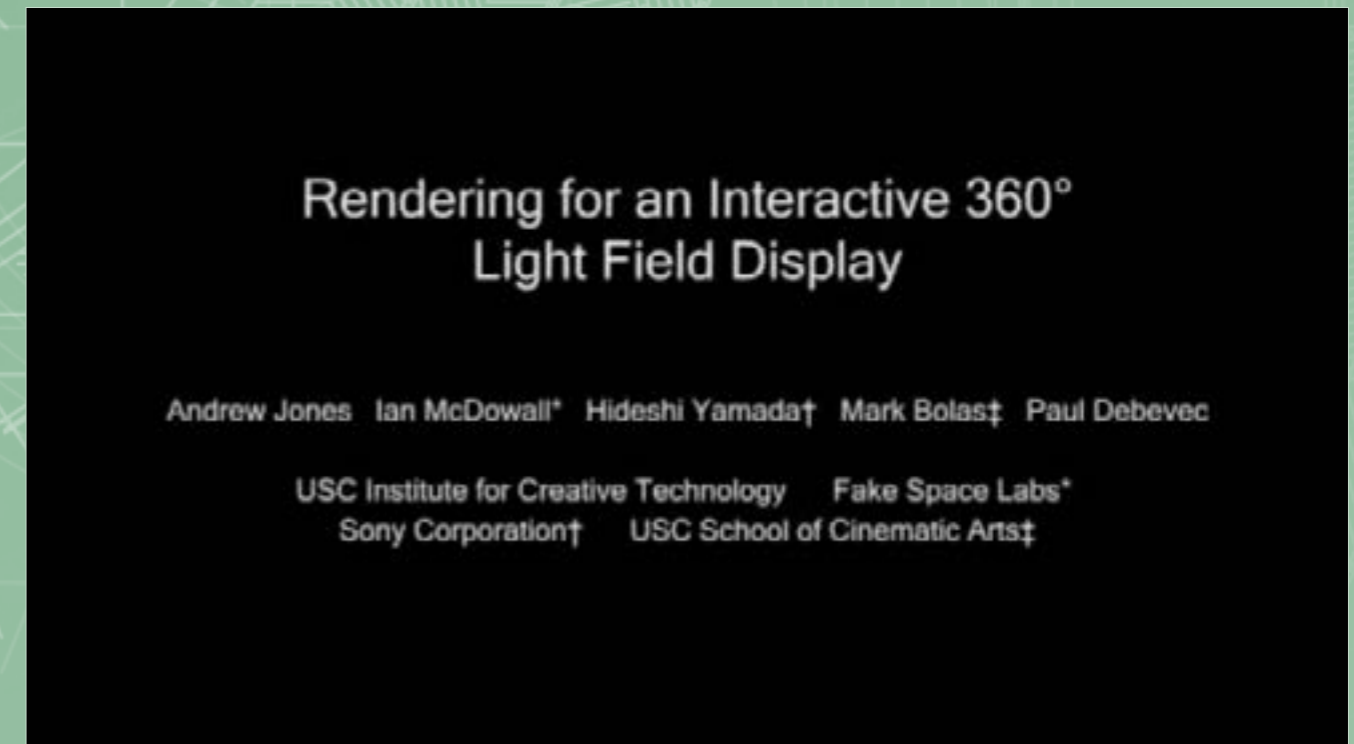 Rendering for an Interactive 360°
Light Field Display
Andrew Jones Ian McDowall* Hideshi Yamada† Mark Bolas‡ Paul Debevec
USC Institute for Creative Technology Fake Space Labs*
Sony Corporation† USC School of Cinematic Arts‡